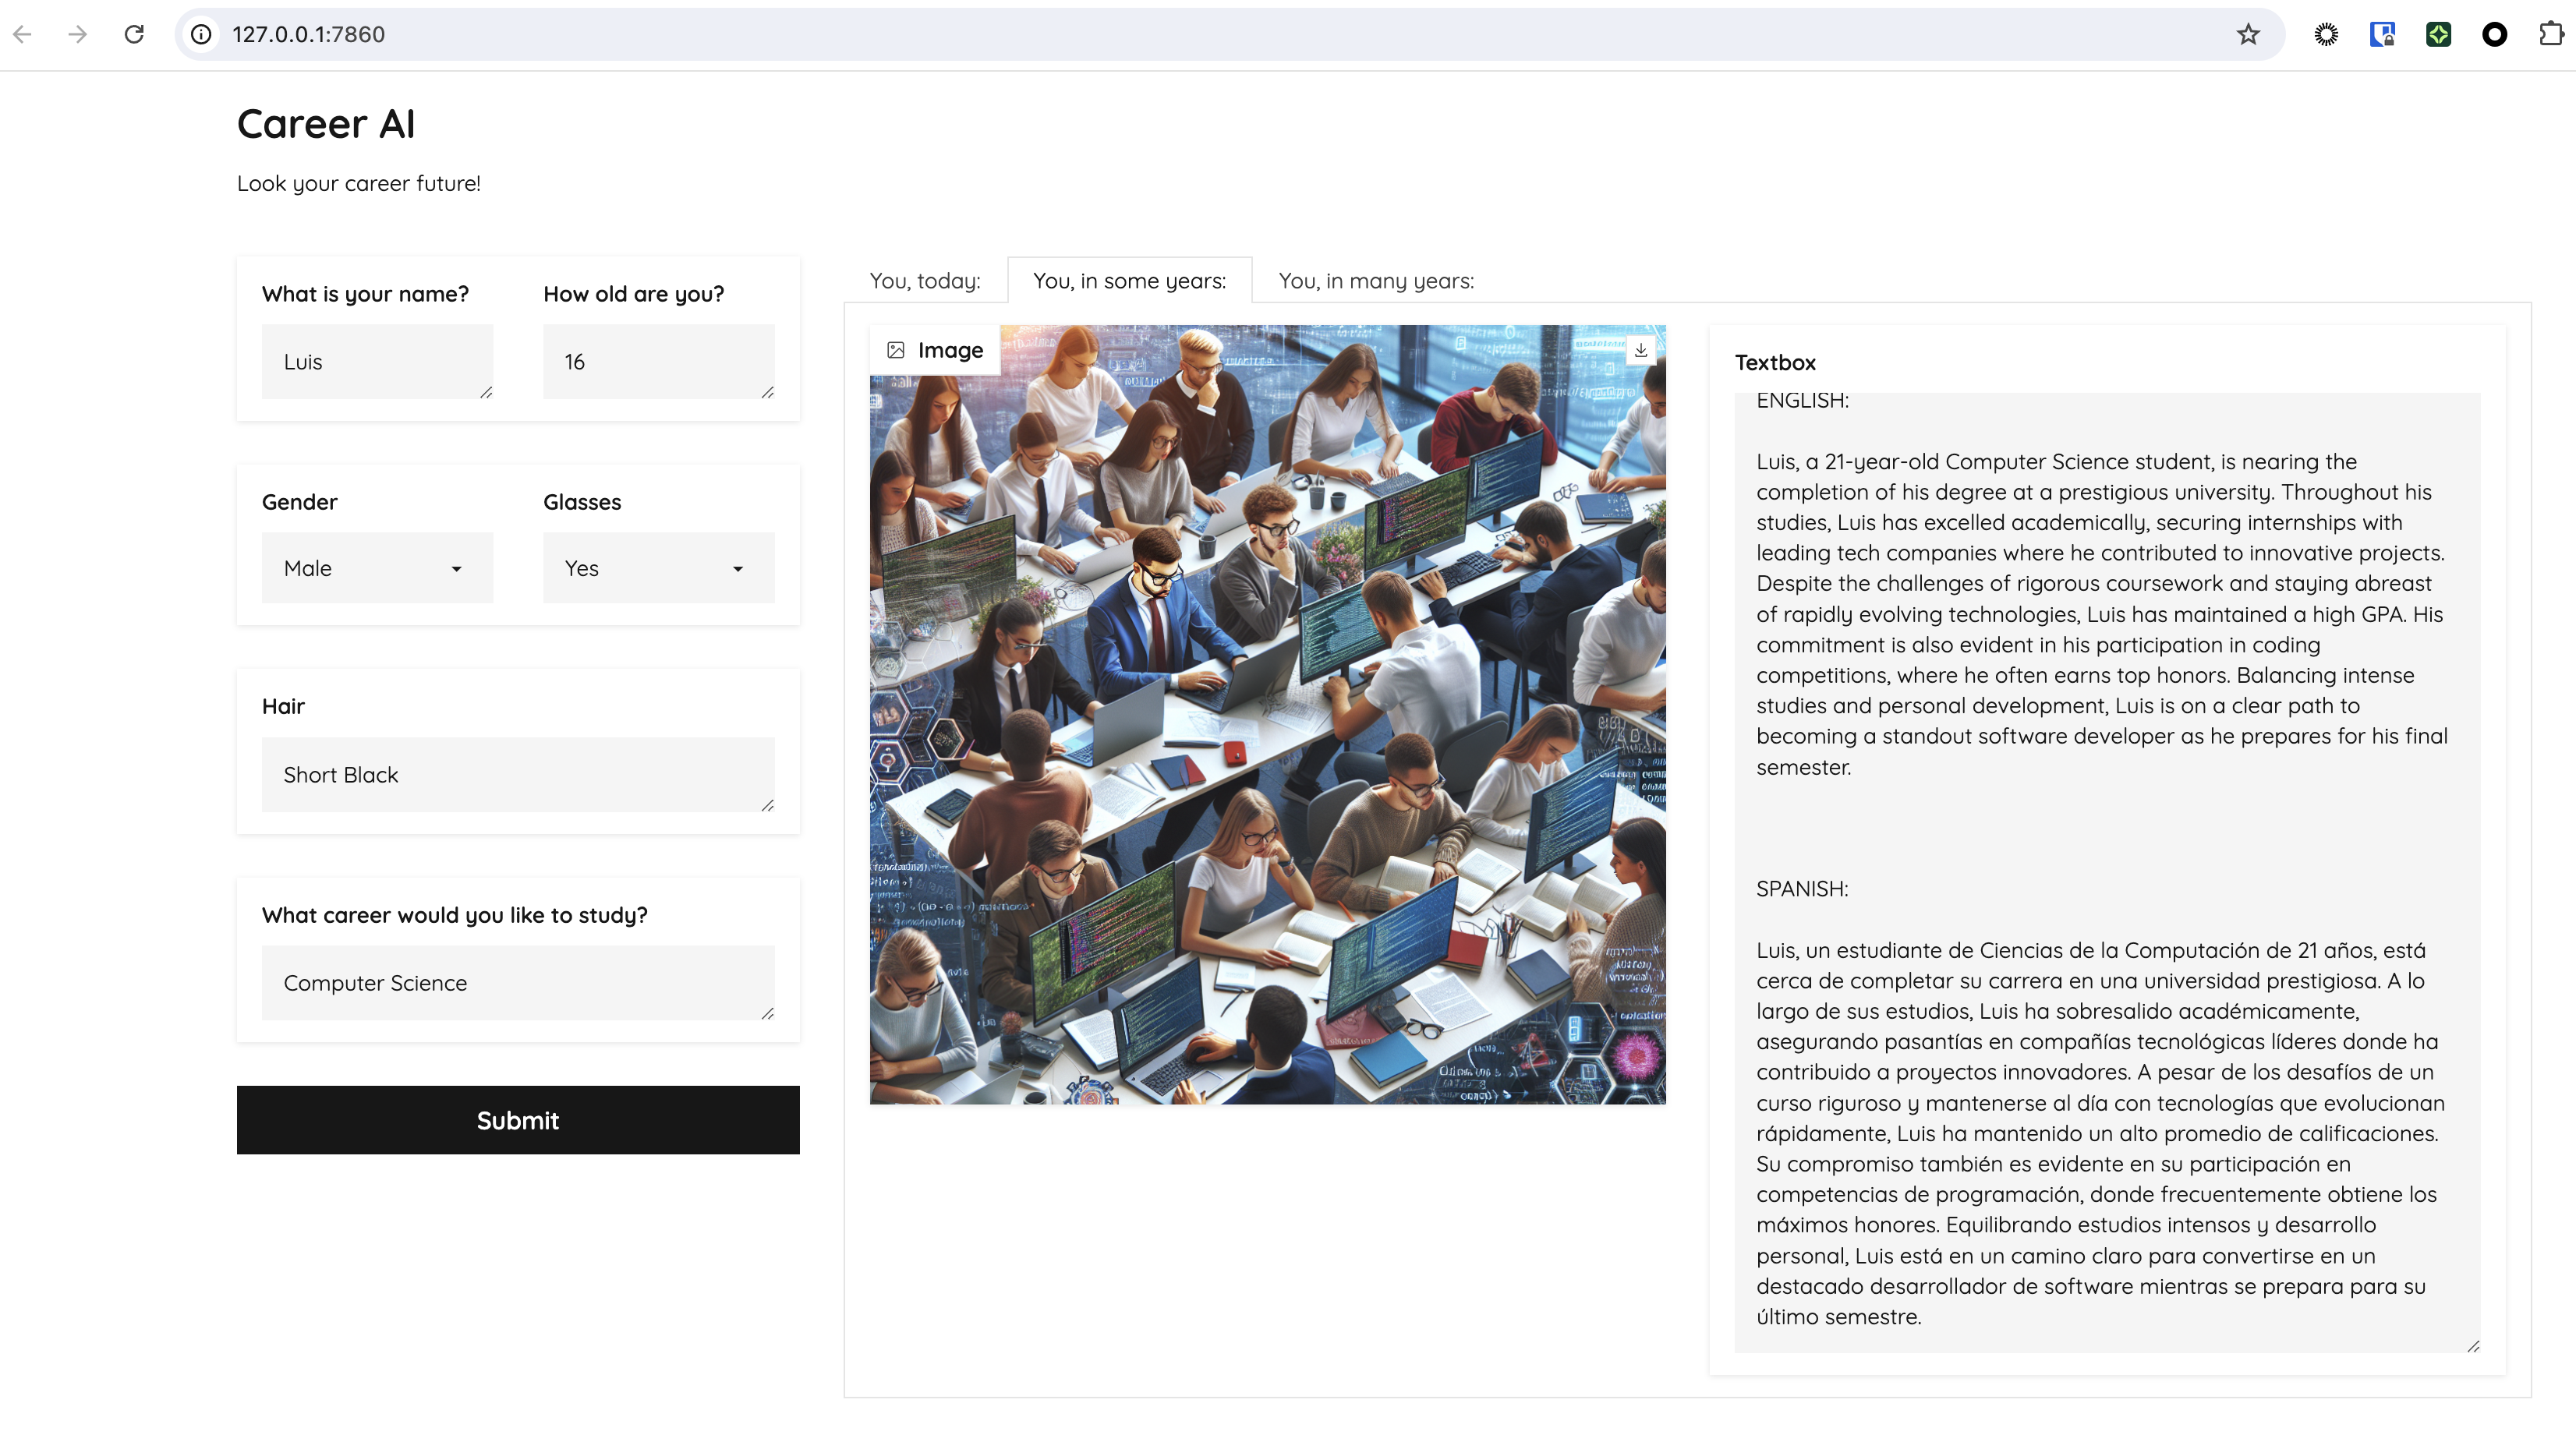 127.0.0.1:7860
Career AI
Look your career future!
What is your name?
How old are you?
Luis
16
Gender
Glasses
Male
Yes
Hair
Short Black
What career would you like to study?
Computer Science
Submit
You, today:
You, in some years:
You, in many years:
Image
Textbox
ENGLISH:
Luis, a 21-year-old Computer Science student, is nearing the
completion of his degree at a prestigious university. Throughout his
studies, Luis has excelled academically, securing internships with
leading tech companies where he contributed to innovative projects.
Despite the challenges of rigorous coursework and staying abreast
of rapidly evolving technologies, Luis has maintained a high GPA. His
commitment is also evident in his participation in coding
competitions, where he often earns top honors. Balancing intense
studies and personal development, Luis is on a clear path to
becoming a standout software developer as he prepares for his final
semester.
SPANISH:
Luis, un estudiante de Ciencias de la Computación de 21 años, está
cerca de completar su carrera en una universidad prestigiosa. A lo
largo de sus estudios, Luis ha sobresalido académicamente,
asegurando pasantías en compañías tecnológicas líderes donde ha
contribuido a proyectos innovadores. A pesar de los desafíos de un
curso riguroso y mantenerse al día con tecnologías que evolucionan
rápidamente, Luis ha mantenido un alto promedio de calificaciones.
Su compromiso también es evidente en su participación en
competencias de programación, donde frecuentemente obtiene los
máximos honores. Equilibrando estudios intensos y desarrollo
personal, Luis está en un camino claro para convertirse en un
destacado desarrollador de software mientras se prepara para su
último semestre.